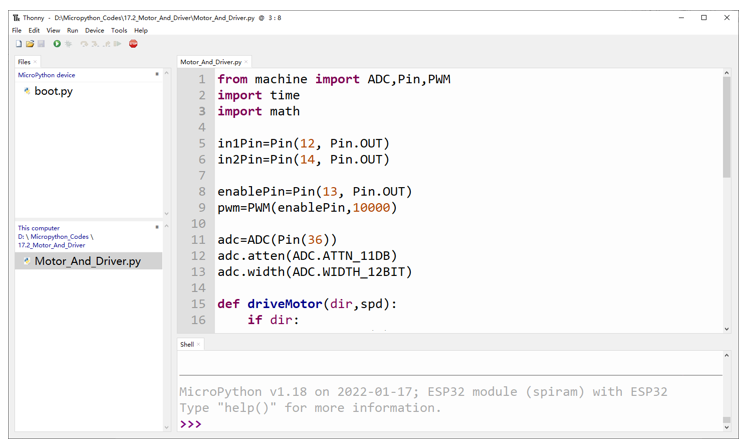 Thonny - D:\Micropython_Codes\17.2_Motor_And_Driver\Motor_And_Driver.py @ 3 : 8
File Edit View Run Device Tools Help
Files
MicroPython device
boot.py
This computer
D: \ Micropython_Codes \
17.2_Motor_And_Driver
Motor_And_Driver.py
Motor_And_Driver.py
1 from machine import ADC,Pin,PWM
2 import time
3 import math
4
5 in1Pin=Pin(12, Pin.OUT)
6 in2Pin=Pin(14, Pin.OUT)
7
8 enablePin=Pin(13, Pin.OUT)
9 pwm=PWM(enablePin,10000)
10
11 adc=ADC(Pin(36))
12 adc.atten(ADC.ATTN_11DB)
13 adc.width(ADC.WIDTH_12BIT)
14
15 def driveMotor(dir,spd):
16 if dir:
Shell
MicroPython v1.18 on 2022-01-17; ESP32 module (spiram) with ESP32
Type "help()" for more information.
>>>